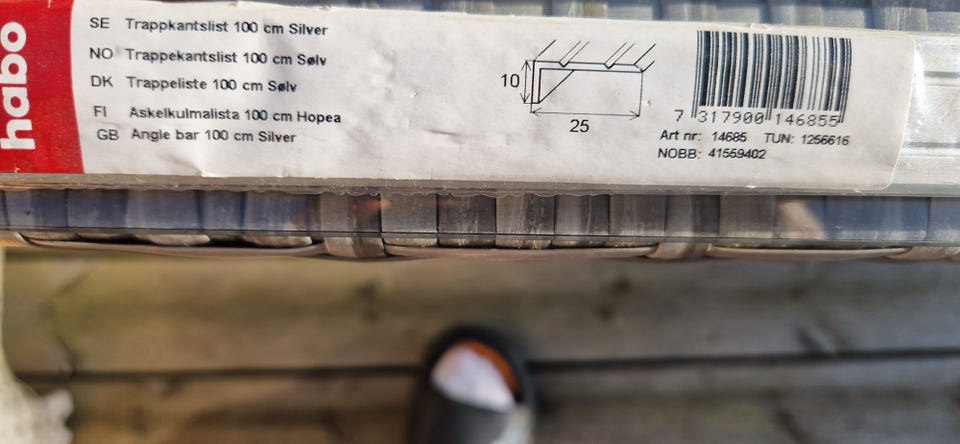 habo
SE Trappkantslist 100 cm Silver
NO Trappekantslist 100 cm Sølv
DK Trappeliste 100 cm Sølv
FI Askelkulmalista 100 cm Hopea
GB Angle bar 100 cm Silver
10
25
7 317900 146855
Art nr: 14685 TUN: 1256616
NOBB: 41559402